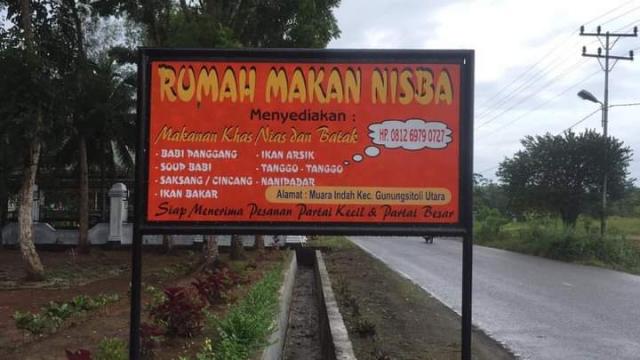 RUMAH MAKAN NISBA
Menyediakan :
Makanan Khas Nias dan Batak
HP. 0812 6979 0727
- BABI PANGGANG - IKAN ARSIK
- SOUP BABI - TANGGO - TANGGO
- SAKSANG / CINCANG - NANIPADAR
- IKAN BAKAR
Alamat : Muara Indah Kec. Gunungsitoli Utara
Siap Menerima Pesanan Partai Kecil & Partai Besar